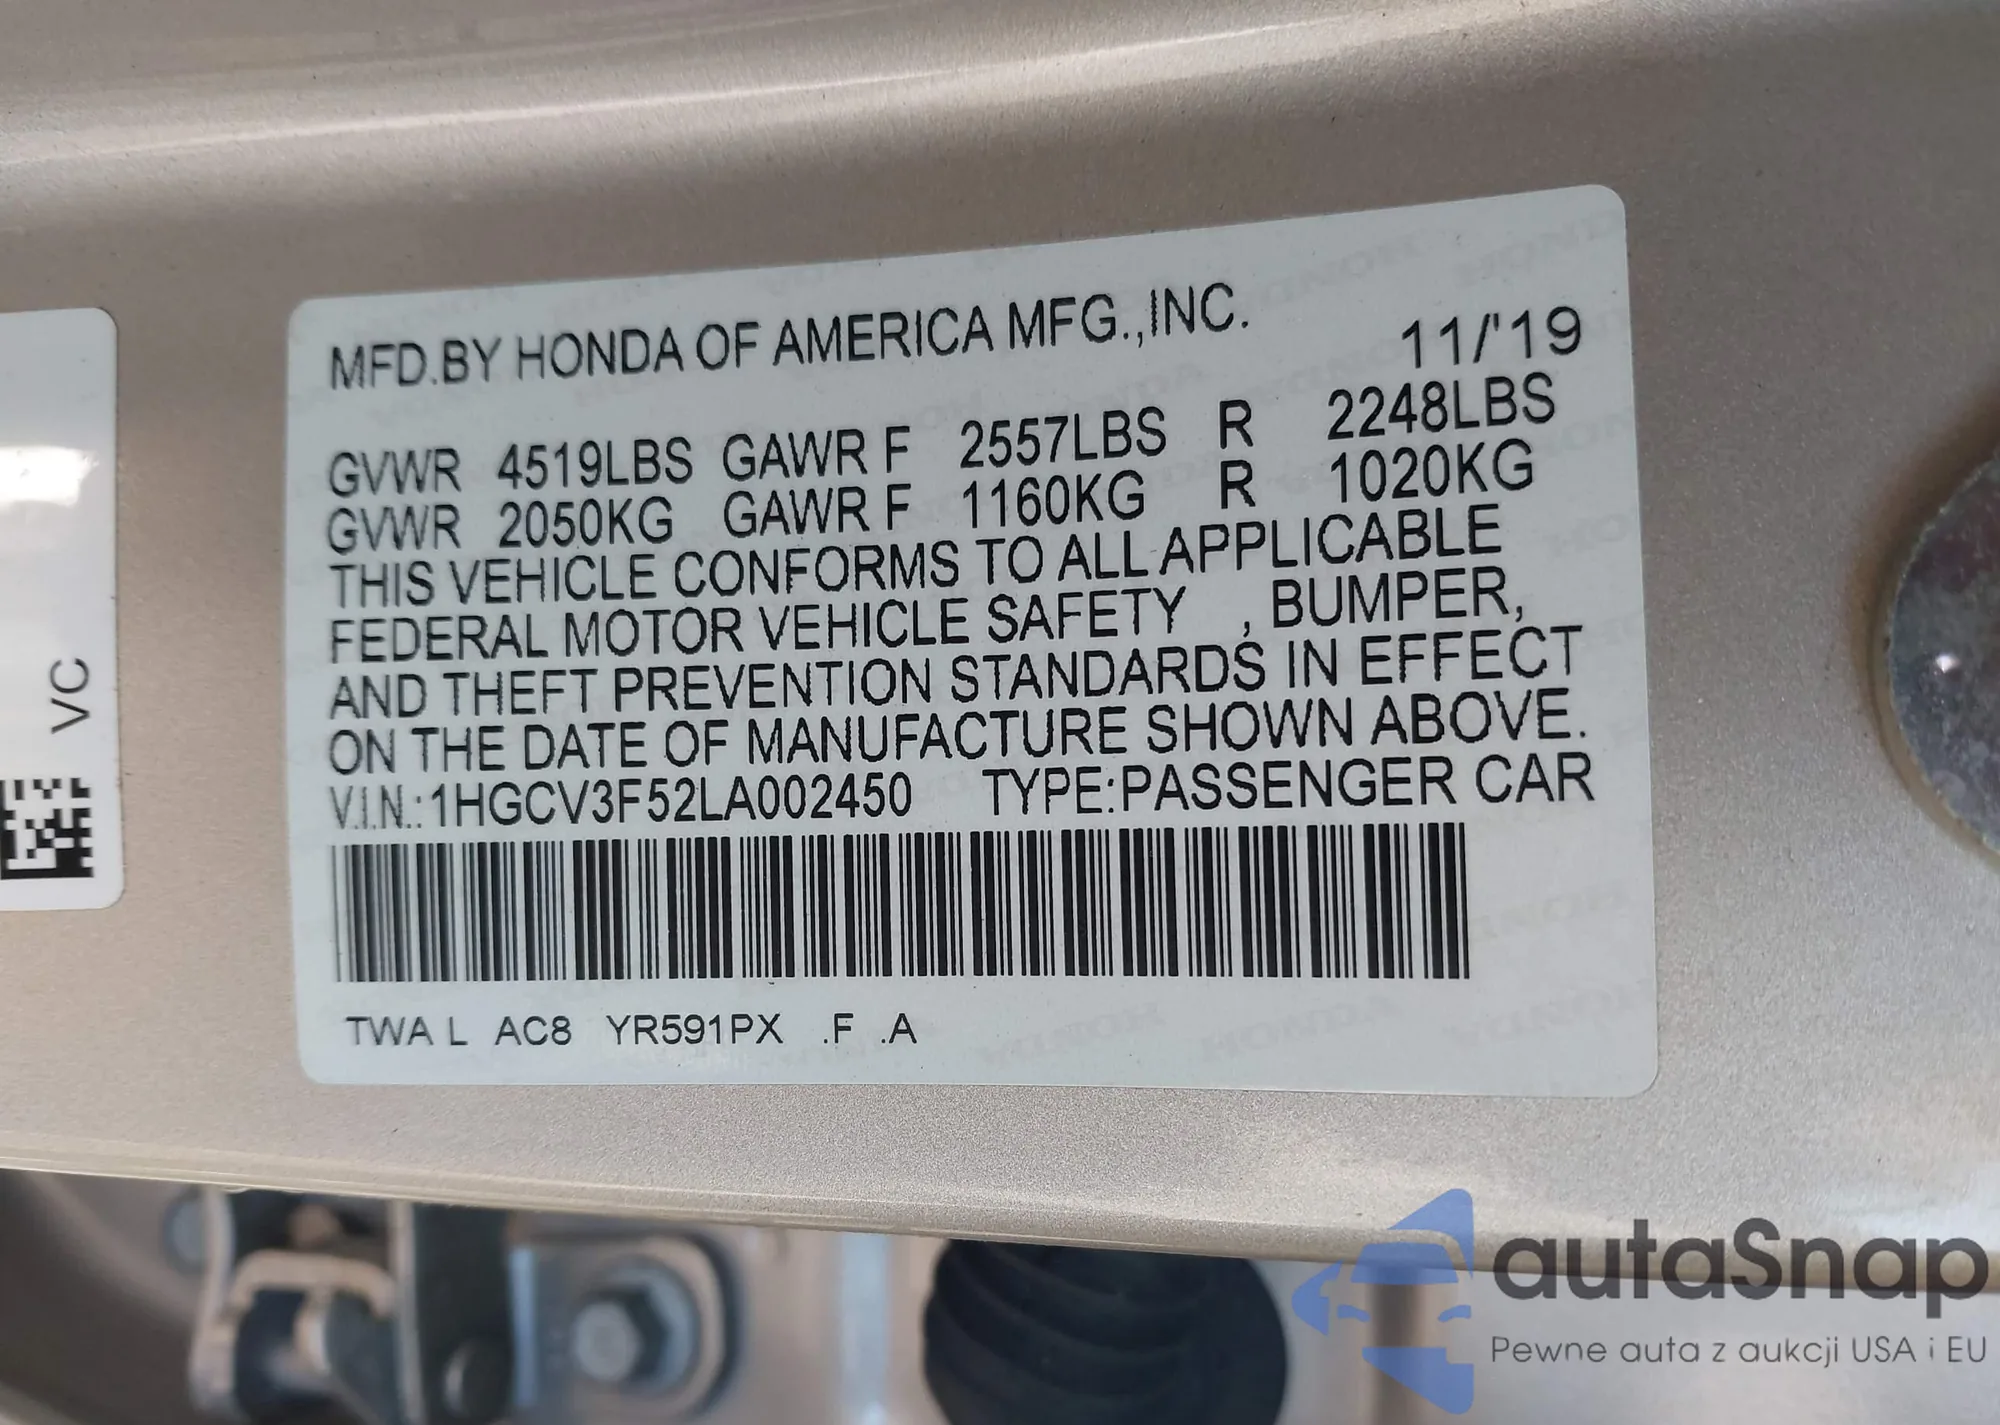 MFD.BY HONDA OF AMERICA MFG.,INC. 11/'19
GVWR 4519LBS GAWR F 2557LBS R 2248LBS
GVWR 2050KG GAWR F 1160KG R 1020KG
THIS VEHICLE CONFORMS TO ALL APPLICABLE
FEDERAL MOTOR VEHICLE SAFETY , BUMPER,
AND THEFT PREVENTION STANDARDS IN EFFECT
ON THE DATE OF MANUFACTURE SHOWN ABOVE.
V.I.N.: 1HGCV3F52LA002450 TYPE:PASSENGER CAR
TWA L AC8 YR591PX .F .A
VC
autaSnap
Pewne auta z aukcji USA i EU